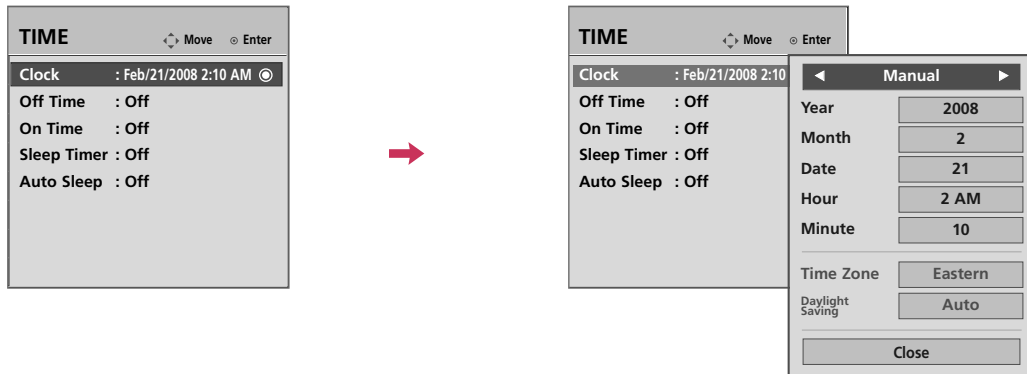 TIME Move Enter
Clock : Feb/21/2008 2:10 AM
Off Time : Off
On Time : Off
Sleep Timer : Off
Auto Sleep : Off
TIME Move Enter
Clock : Feb/21/2008 2:10
Off Time : Off
On Time : Off
Sleep Timer : Off
Auto Sleep : Off
Manual
Year 2008
Month 2
Date 21
Hour 2 AM
Minute 10
Time Zone Eastern
Daylight
Saving Auto
Close